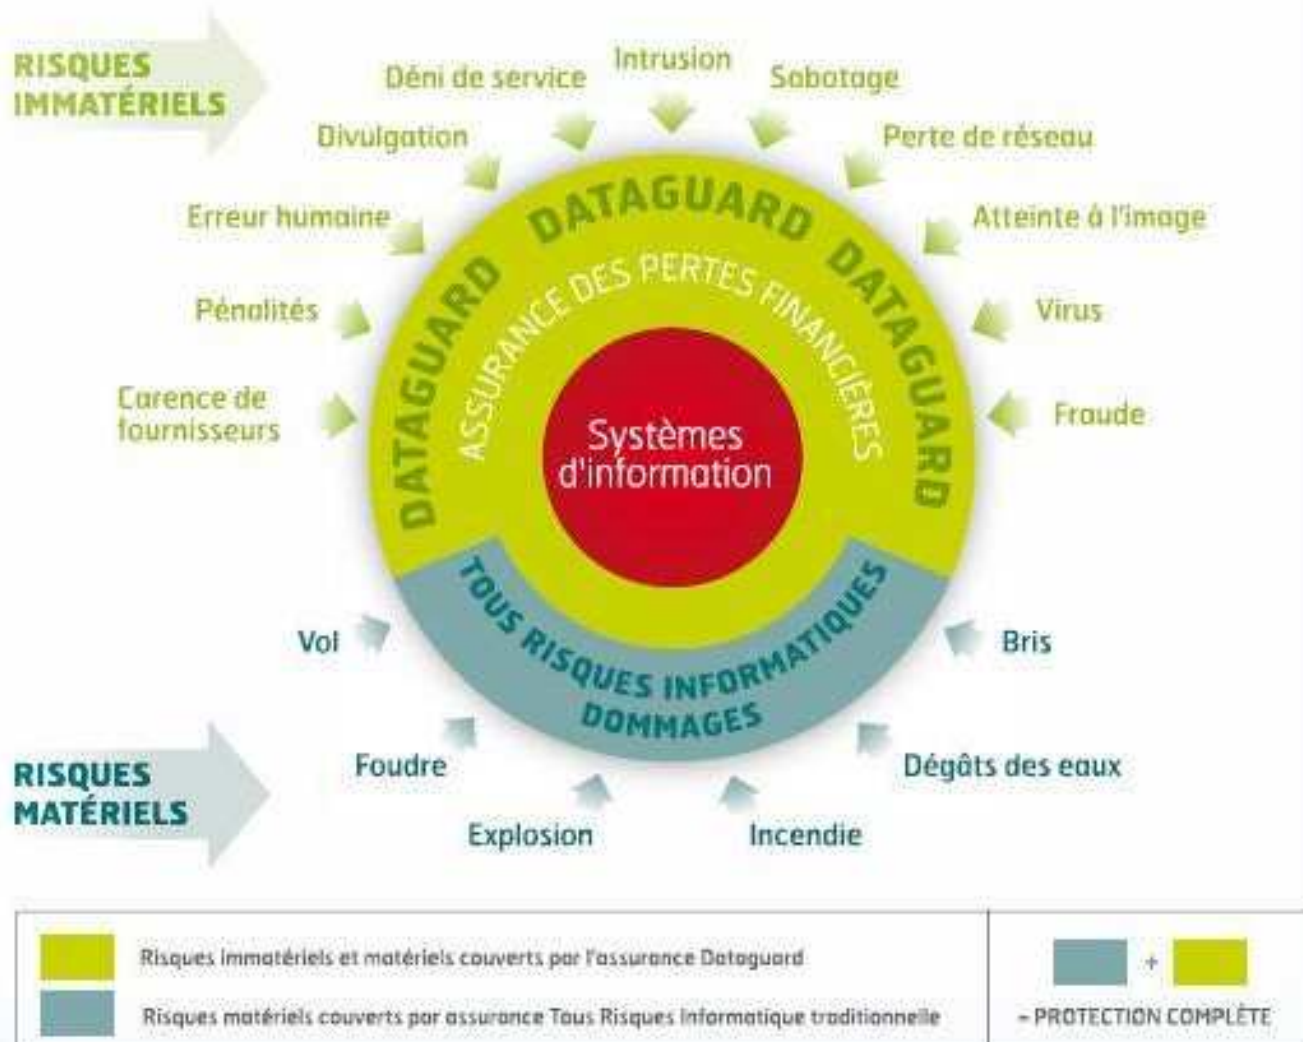 RISQUES
IMMATÉRIELS
Intrusion
Déni de service
Sabotage
Divulgation
Perte de réseau
Erreur humaine
Atteinte à l'image
Pénalités
Virus
Carence de
fournisseurs
Fraude
DATAGUARD DATAGUARD DATAGUARD
ASSURANCE DES PERTES FINANCIÈRES
Systèmes
d'information
TOUS RISQUES INFORMATIQUES
DOMMAGES
Vol
Bris
Foudre
Dégâts des eaux
RISQUES
MATÉRIELS
Explosion
Incendie
Risques immatériels et matériels couverts par l'assurance Dataguard
Risques matériels couverts par assurance Tous Risques Informatique traditionnelle
+
= PROTECTION COMPLÈTE